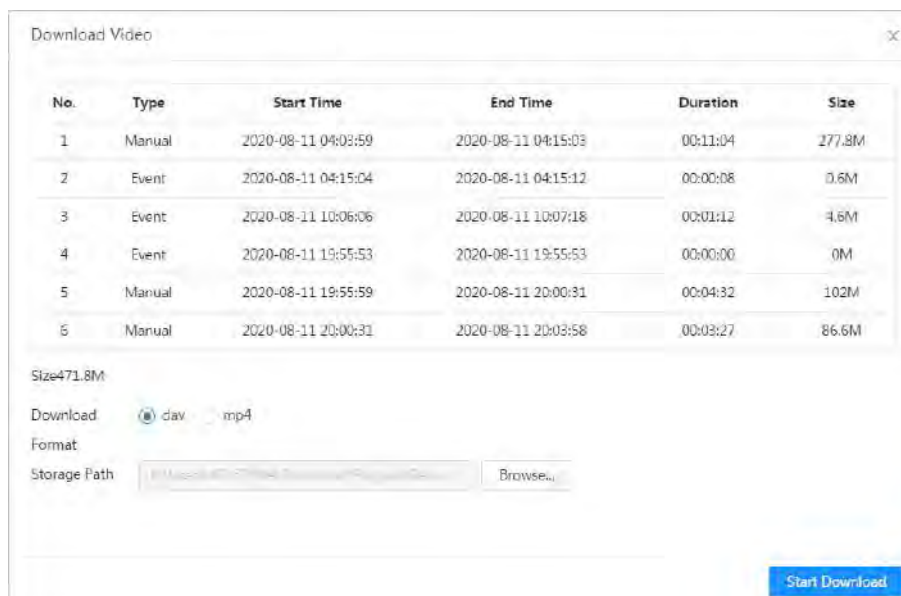 Download Video
No. Type Start Time End Time Duration Size
1 Manual 2020-08-11 04:03:59 2020-08-11 04:15:03 00:11:04 277.8M
2 Event 2020-08-11 04:15:04 2020-08-11 04:15:12 00:00:08 0.6M
3 Event 2020-08-11 10:06:06 2020-08-11 10:07:18 00:01:12 4.6M
4 Event 2020-08-11 19:55:53 2020-08-11 19:55:53 00:00:00 0M
5 Manual 2020-08-11 19:55:59 2020-08-11 20:00:31 00:04:32 102M
6 Manual 2020-08-11 20:00:31 2020-08-11 20:03:58 00:03:27 86.6M
Size471.8M
Download dav mp4
Format
Storage Path Browse...
Start Download